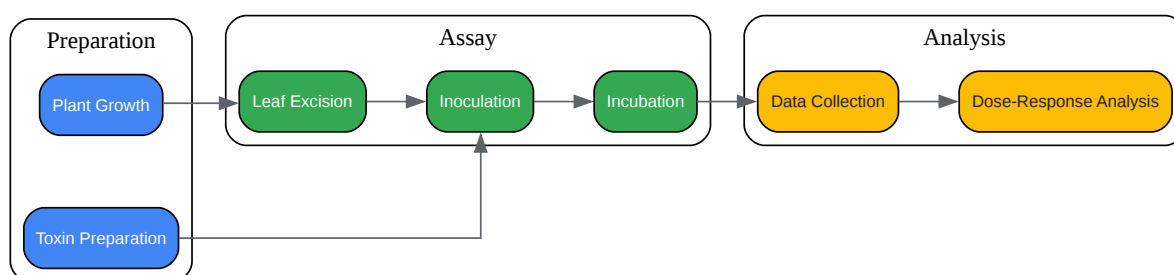 Preparation
Plant Growth
Toxin Preparation
Assay
Leaf Excision
Inoculation
Incubation
Analysis
Data Collection
Dose-Response Analysis